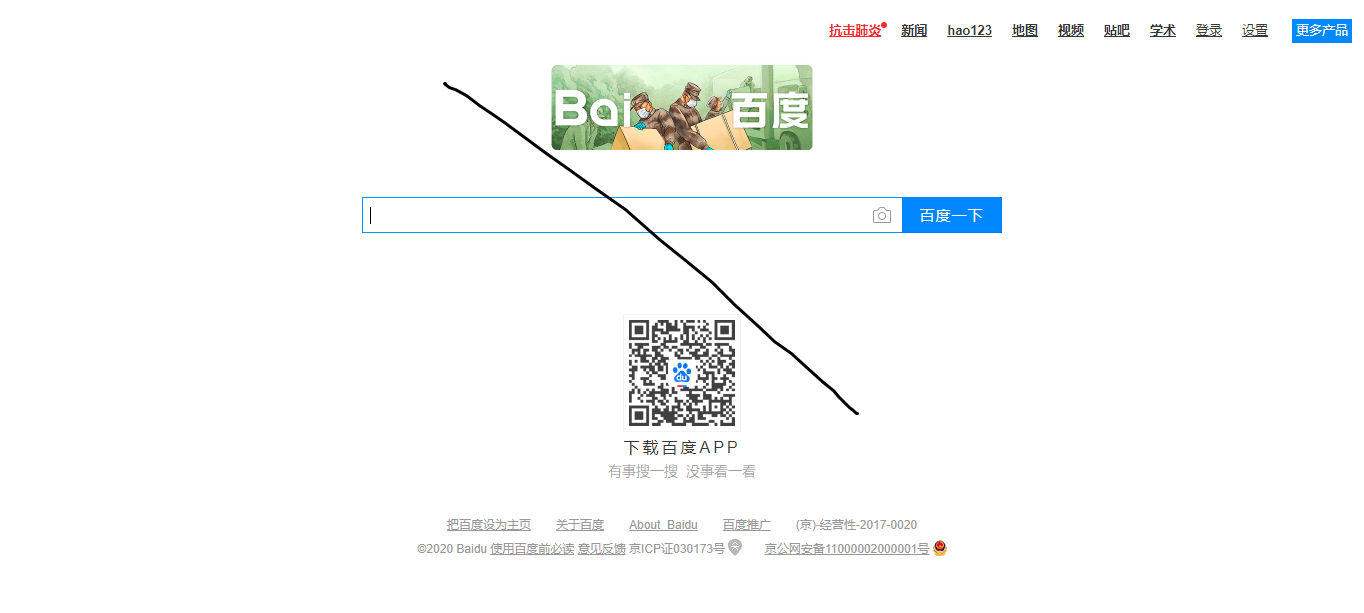 抗击肺炎 新闻 hao123 地图 视频 贴吧 学术 登录 设置 更多产品
Bai 百度
百度一下
du
下载百度APP
有事搜一搜 没事看一看
把百度设为主页 关于百度 About Baidu 百度推广 (京)-经营性-2017-0020
©2020 Baidu 使用百度前必读 意见反馈 京ICP证030173号 京公网安备11000002000001号